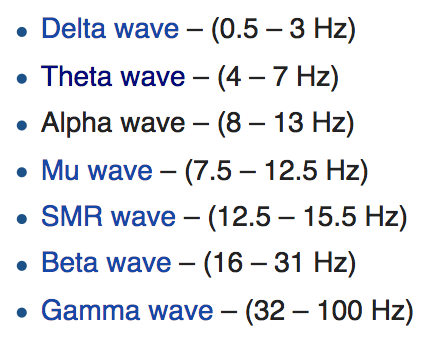 • Delta wave – (0.5 – 3 Hz)
• Theta wave – (4 – 7 Hz)
• Alpha wave – (8 – 13 Hz)
• Mu wave – (7.5 – 12.5 Hz)
• SMR wave – (12.5 – 15.5 Hz)
• Beta wave – (16 – 31 Hz)
• Gamma wave – (32 – 100 Hz)